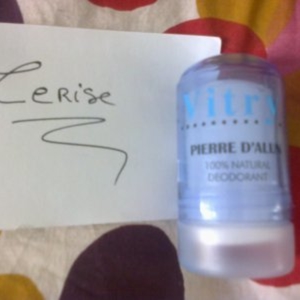 Cerise
Vitry
PIERRE D'ALUN
100% NATURAL
DEODORANT